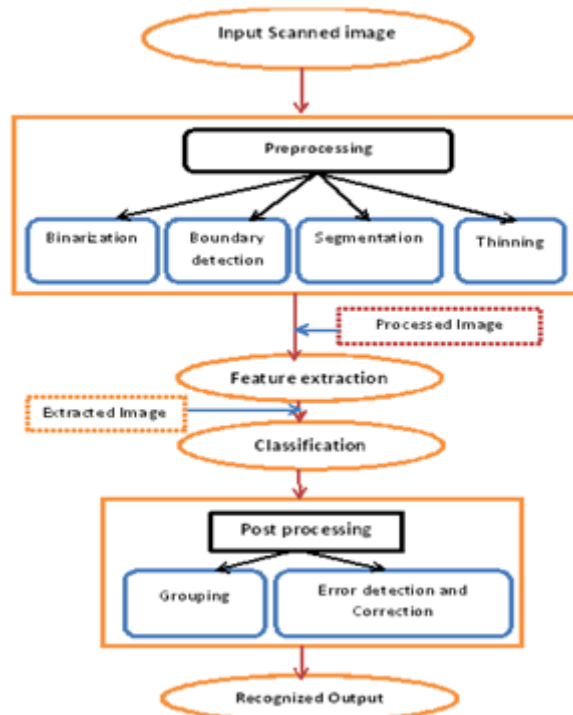 Input Scanned image
Preprocessing
Binarization
Boundary
detection
Segmentation
Thinning
Processed Image
Feature extraction
Extracted Image
Classification
Post processing
Grouping
Error detection and
Correction
Recognized Output